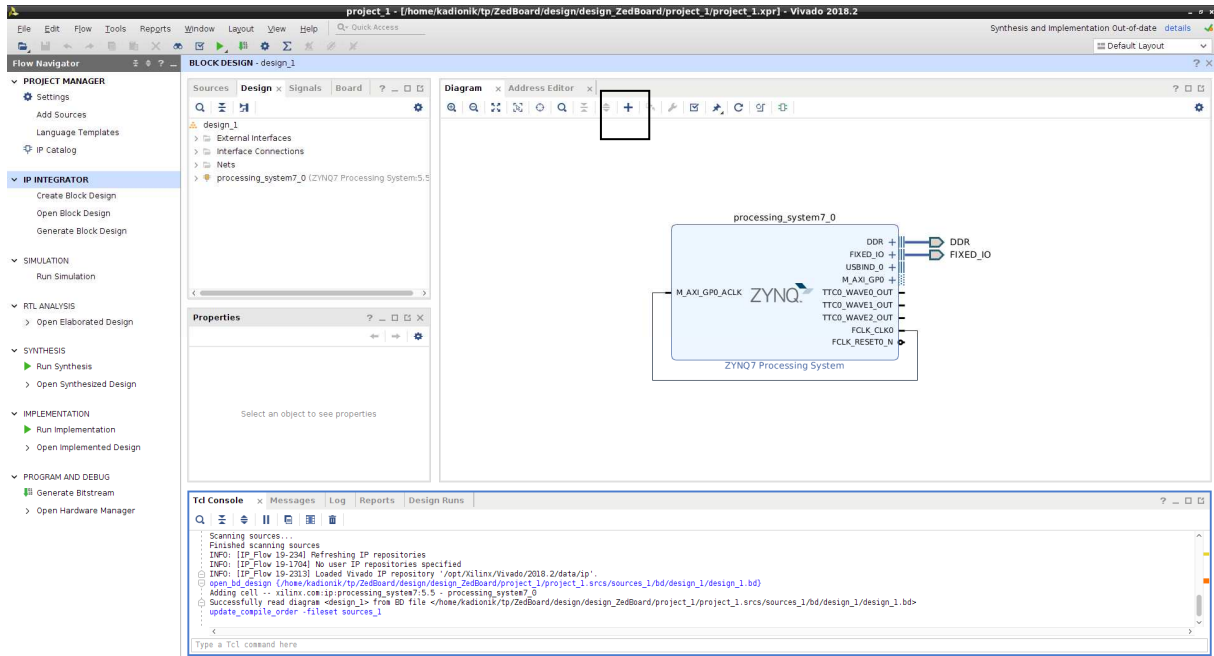 project_1 - [/home/kadionik/tp/ZedBoard/design/design_ZedBoard/project_1/project_1.xpr] - Vivado 2018.2
File Edit Flow Tools Reports Window Layout View Help Quick Access
Synthesis and Implementation Out-of-date details
Default Layout
Flow Navigator
PROJECT MANAGER
Settings
Add Sources
Language Templates
IP Catalog
IP INTEGRATOR
Create Block Design
Open Block Design
Generate Block Design
SIMULATION
Run Simulation
RTL ANALYSIS
Open Elaborated Design
SYNTHESIS
Run Synthesis
Open Synthesized Design
IMPLEMENTATION
Run Implementation
Open Implemented Design
PROGRAM AND DEBUG
Generate Bitstream
Open Hardware Manager
BLOCK DESIGN - design_1
Sources Design Signals Board
design_1
External Interfaces
Interface Connections
Nets
processing_system7_0 (ZYNQ7 Processing System:5.5
Properties
Select an object to see properties
Diagram Address Editor
processing_system7_0
M_AXI_GP0_ACLK
ZYNQ
DDR
FIXED_IO
USBIND_0
M_AXI_GP0
TTC0_WAVE0_OUT
TTC0_WAVE1_OUT
TTC0_WAVE2_OUT
FCLK_CLK0
FCLK_RESET0_N
DDR
FIXED_IO
ZYNQ7 Processing System
Tcl Console Messages Log Reports Design Runs
Scanning sources...
Finished scanning sources
INFO: [IP_Flow 19-234] Refreshing IP repositories
INFO: [IP_Flow 19-1704] No user IP repositories specified
INFO: [IP_Flow 19-2313] Loaded Vivado IP repository '/opt/Xilinx/Vivado/2018.2/data/ip'.
open_bd_design {/home/kadionik/tp/ZedBoard/design/design_ZedBoard/project_1/project_1.srcs/sources_1/bd/design_1/design_1.bd}
Adding cell -- xilinx.com:ip:processing_system7:5.5 - processing_system7_0
Successfully read diagram <design_1> from BD file </home/kadionik/tp/ZedBoard/design/design_ZedBoard/project_1/project_1.srcs/sources_1/bd/design_1/design_1.bd>
update_compile_order -fileset sources_1
Type a Tcl command here